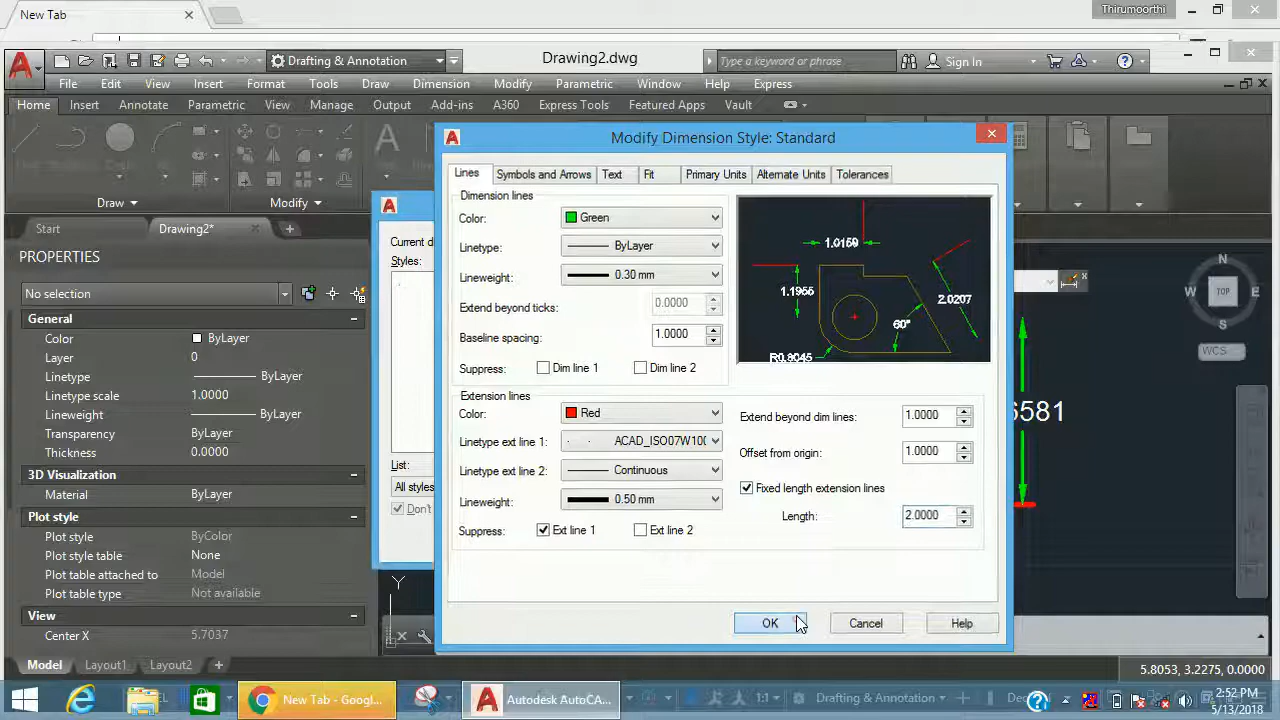 New Tab
Thirumoorthi
Drafting & Annotation
Drawing2.dwg
Type a keyword or phrase
Sign In
File Edit View Insert Format Tools Draw Dimension Modify Parametric Window Help Express
Home Insert Annotate Parametric View Manage Output Add-ins A360 Express Tools Featured Apps Vault
Modify Dimension Style: Standard
Draw
Modify
Lines Symbols and Arrows Text Fit Primary Units Alternate Units Tolerances
Start Drawing2*
PROPERTIES
No selection
General
Color ByLayer
Layer 0
Linetype ByLayer
Linetype scale 1.0000
Lineweight ByLayer
Transparency ByLayer
Thickness 0.0000
3D Visualization
Material ByLayer
Plot style
Plot style ByColor
Plot style table None
Plot table attached to Model
Plot table type Not available
View
Center X 5.7037
Current d
Styles:
List:
All styles
Don't
Dimension lines
Color: Green
Linetype: ByLayer
Lineweight: 0.30 mm
Extend beyond ticks: 0.0000
Baseline spacing: 1.0000
Suppress: Dim line 1 Dim line 2
1.0159
1.1955
2.0207
60°
R0.8045
Extension lines
Color: Red
Linetype ext line 1: ACAD_ISO07W100
Linetype ext line 2: Continuous
Lineweight: 0.50 mm
Suppress: Ext line 1 Ext line 2
Extend beyond dim lines: 1.0000
Offset from origin: 1.0000
Fixed length extension lines
Length: 2.0000
OK Cancel Help
N
W TOP E
S
WCS
6581
Y
X
Model Layout1 Layout2 +
5.8053, 3.2275, 0.0000
New Tab - Googl...
Autodesk AutoCA...
1:1
Drafting & Annotation
2:52 PM
5/13/2018